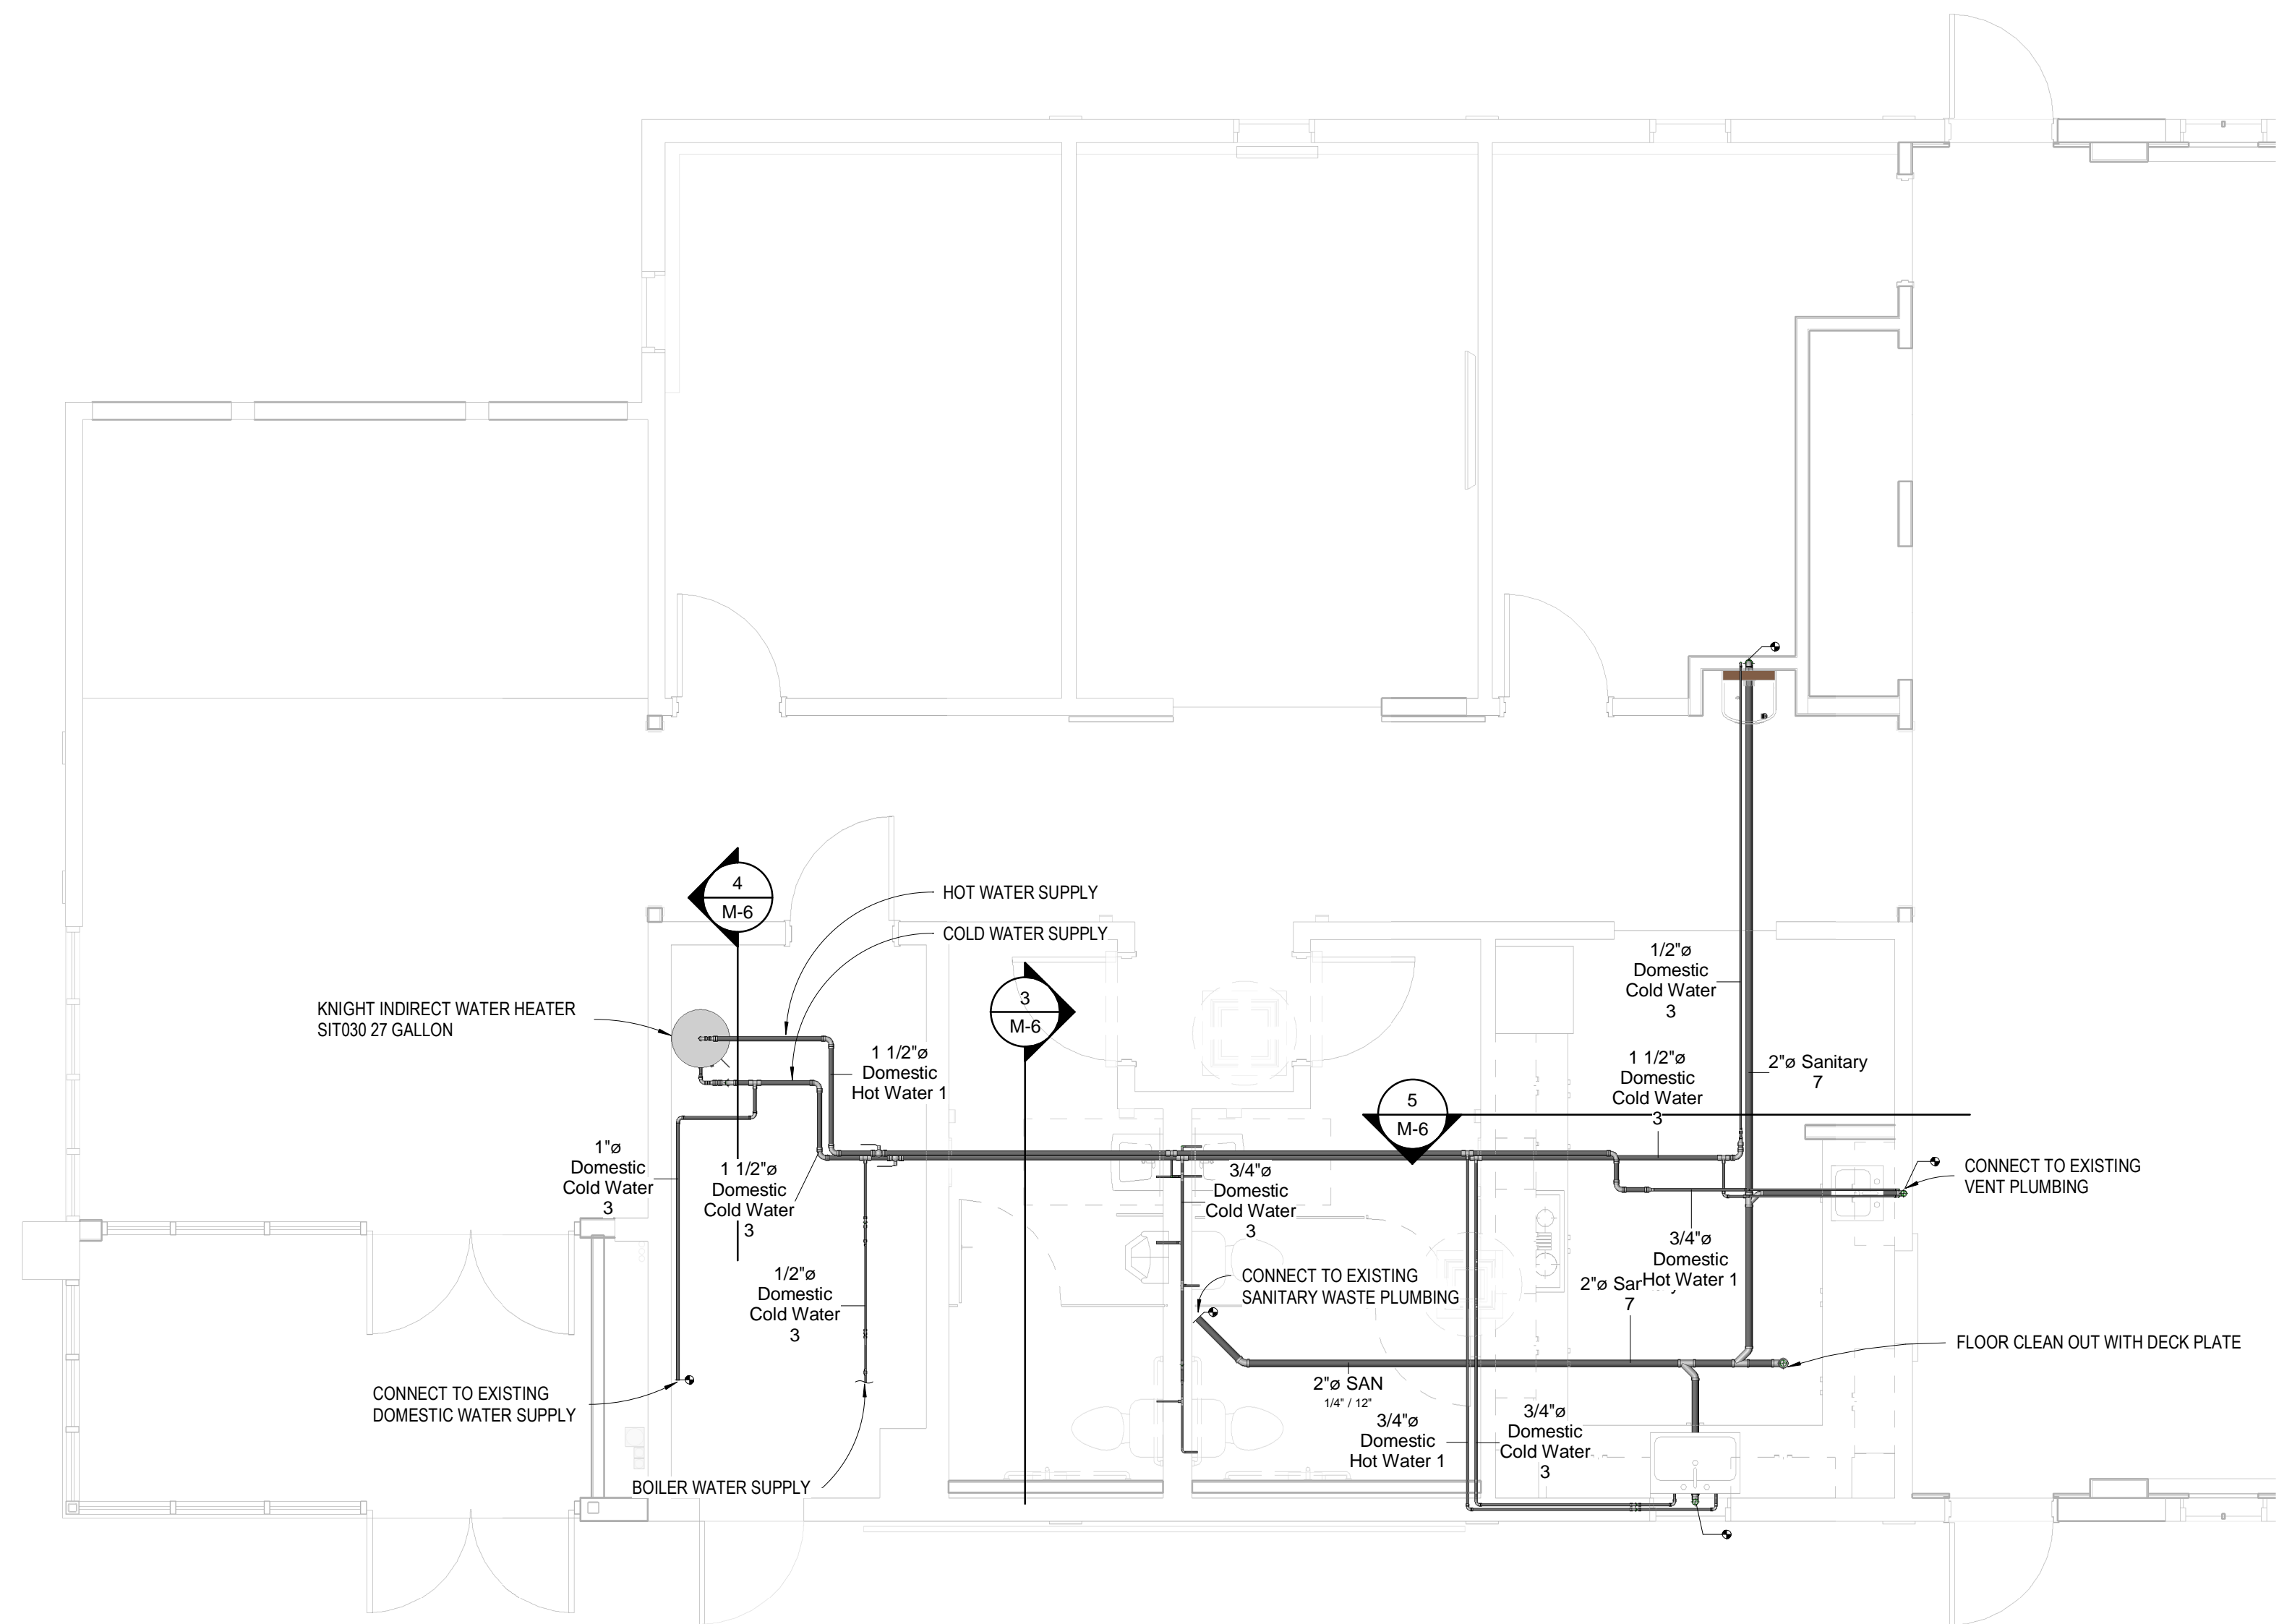 4
M-6
HOT WATER SUPPLY
COLD WATER SUPPLY
3
M-6
KNIGHT INDIRECT WATER HEATER
SIT030 27 GALLON
1 1/2"ø
Domestic
Hot Water 1
1/2"ø
Domestic
Cold Water
3
1 1/2"ø
Domestic
Cold Water
3
2"ø Sanitary
7
5
M-6
1"ø
Domestic
Cold Water
3
1 1/2"ø
Domestic
Cold Water
3
3/4"ø
Domestic
Cold Water
3
CONNECT TO EXISTING
VENT PLUMBING
1/2"ø
Domestic
Cold Water
3
CONNECT TO EXISTING
SANITARY WASTE PLUMBING
3/4"ø
Domestic
Hot Water 1
2"ø
7
FLOOR CLEAN OUT WITH DECK PLATE
CONNECT TO EXISTING
DOMESTIC WATER SUPPLY
2"ø SAN
1/4" / 12"
3/4"ø
Domestic
Hot Water 1
3/4"ø
Domestic
Cold Water
3
BOILER WATER SUPPLY